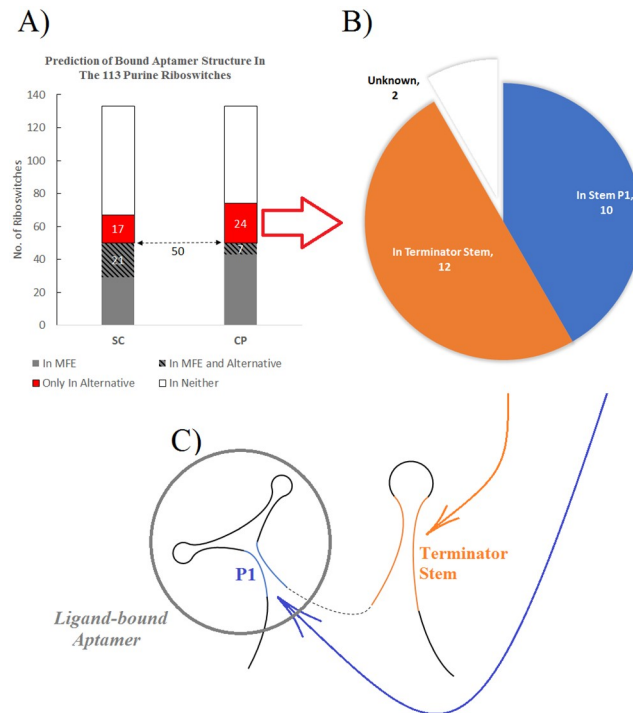 A)
Prediction of Bound Aptamer Structure In
The 113 Purine Riboswitches
No. of Riboswitches
140
120
100
80
60
40
20
0
17
21
50
24
7
SC
CP
In MFE
In MFE and Alternative
Only In Alternative
In Neither
B)
Unknown,
2
In Stem P1,
10
In Terminator Stem,
12
C)
P1
Ligand-bound
Aptamer
Terminator
Stem